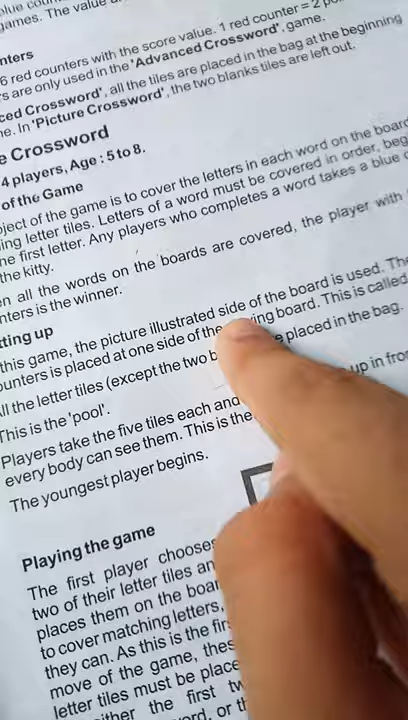 games. The value
nters
6 red counters with the score value. 1 red counter = 2
s are only used in the 'Advanced Crossword', game.
ced Crossword', all the tiles are placed in the bag at the beginning
ne. In 'Picture Crossword', the two blanks tiles are left out.
e Crossword
4 players, Age : 5 to 8.
of the Game
bject of the game is to cover the letters in each word on the board
ing letter tiles. Letters of a word must be covered in order, beg
he first letter. Any players who completes a word takes a blue
the kitty.
en all the words on the boards are covered, the player with
nters is the winner.
tting up
this game, the picture illustrated side of the board is used. The
ounters is placed at one side of the ing board. This is called
All the letter tiles (except the two b placed in the bag.
This is the 'pool'.
Players take the five tiles each and up in fron
every body can see them. This is the
The youngest player begins.
Playing the game
The first player chooses
two of their letter tiles an
places them on the boar
to cover matching letters,
they can. As this is the firs
move of the game, thes
letter tiles must be place
either the first tw
word, or th